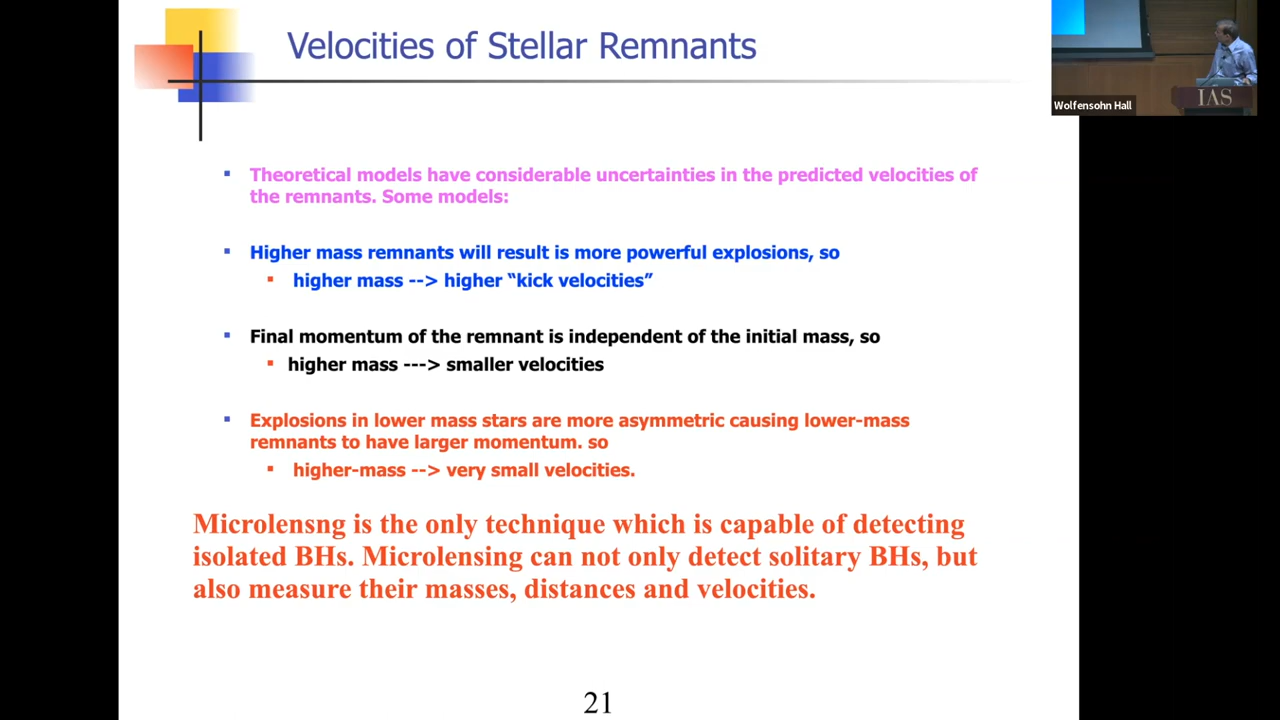 Velocities of Stellar Remnants
Wolfensohn Hall
IAS
Theoretical models have considerable uncertainties in the predicted velocities of
the remnants. Some models:
Higher mass remnants will result is more powerful explosions, so
higher mass --> higher “kick velocities”
Final momentum of the remnant is independent of the initial mass, so
higher mass ---> smaller velocities
Explosions in lower mass stars are more asymmetric causing lower-mass
remnants to have larger momentum. so
higher-mass --> very small velocities.
Microlensng is the only technique which is capable of detecting
isolated BHs. Microlensing can not only detect solitary BHs, but
also measure their masses, distances and velocities.
21